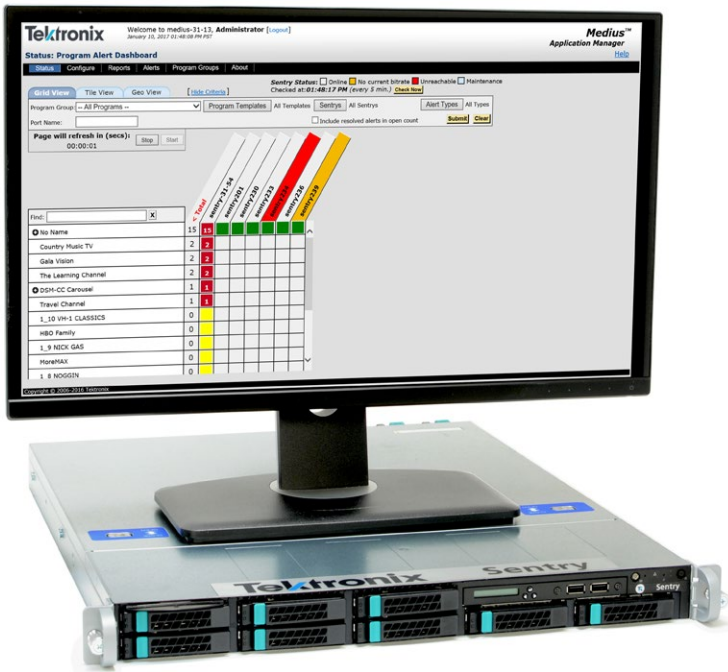 Tektronix
Welcome to medius-31-13, Administrator [Logout]
January 10, 2017 01:48:08 PM PST
Medius™
Application Manager
Help
Status: Program Alert Dashboard
Status Configure Reports Alerts Program Groups About
Sentry Status: Online No current bitrate Unreachable Maintenance
Grid View Tile View Geo View [Hide Criteria] Checked at:01:48:17 PM (every 5 min.) Check Now
Program Group: -- All Programs -- Program Templates All Templates Sentrys All Sentrys Alert Types All Types
Port Name: Include resolved alerts in open count Submit Clear
Page will refresh in (secs): Stop Start
00:00:01
< Total sentry-31-54 sentry201 sentry230 sentry233 sentry236 sentry239
Find: X
No Name 15 15
Country Music TV 2 2
Gala Vision 2 2
The Learning Channel 2 2
DSM-CC Carousel 1 1
Travel Channel 1 1
1_10 VH-1 CLASSICS 0
HBO Family 0
1_9 NICK GAS 0
MoreMAX 0
1_8 NOGGIN 0
Copyright © 2006-2016 Tektronix
Tektronix Sentry
Sentry